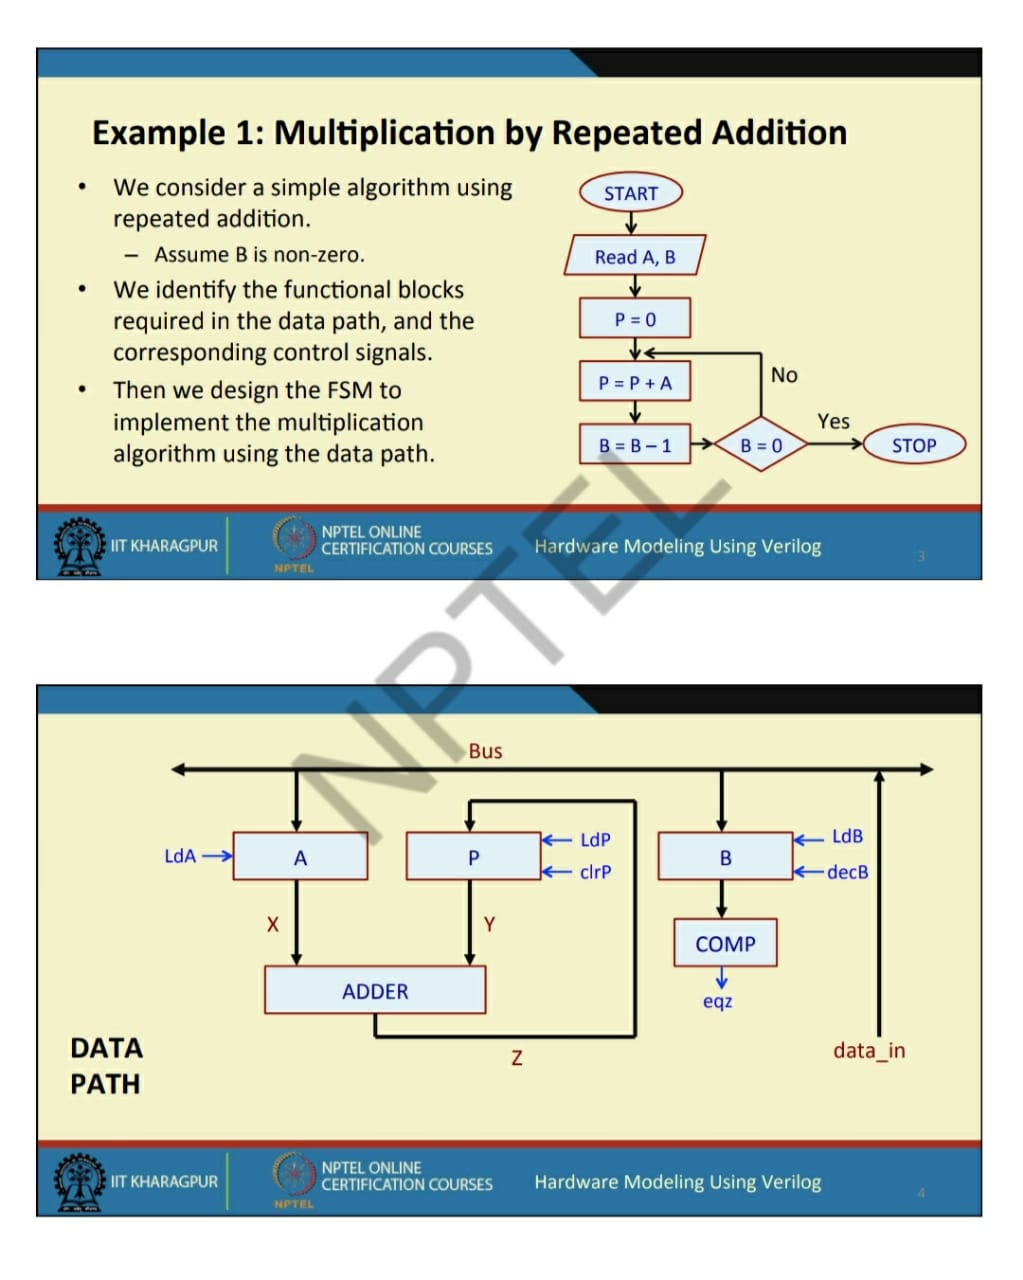 Example 1: Multiplication by Repeated Addition
• We consider a simple algorithm using
repeated addition.
– Assume B is non-zero.
• We identify the functional blocks
required in the data path, and the
corresponding control signals.
• Then we design the FSM to
implement the multiplication
algorithm using the data path.
START
Read A, B
P = 0
P = P + A
B = B – 1
B = 0
No
Yes
STOP
IIT KHARAGPUR
NPTEL
NPTEL ONLINE
CERTIFICATION COURSES
Hardware Modeling Using Verilog
3
NPTEL
Bus
LdA
A
P
LdP
clrP
B
LdB
decB
X
Y
COMP
ADDER
eqz
Z
data_in
DATA
PATH
IIT KHARAGPUR
NPTEL
NPTEL ONLINE
CERTIFICATION COURSES
Hardware Modeling Using Verilog
4